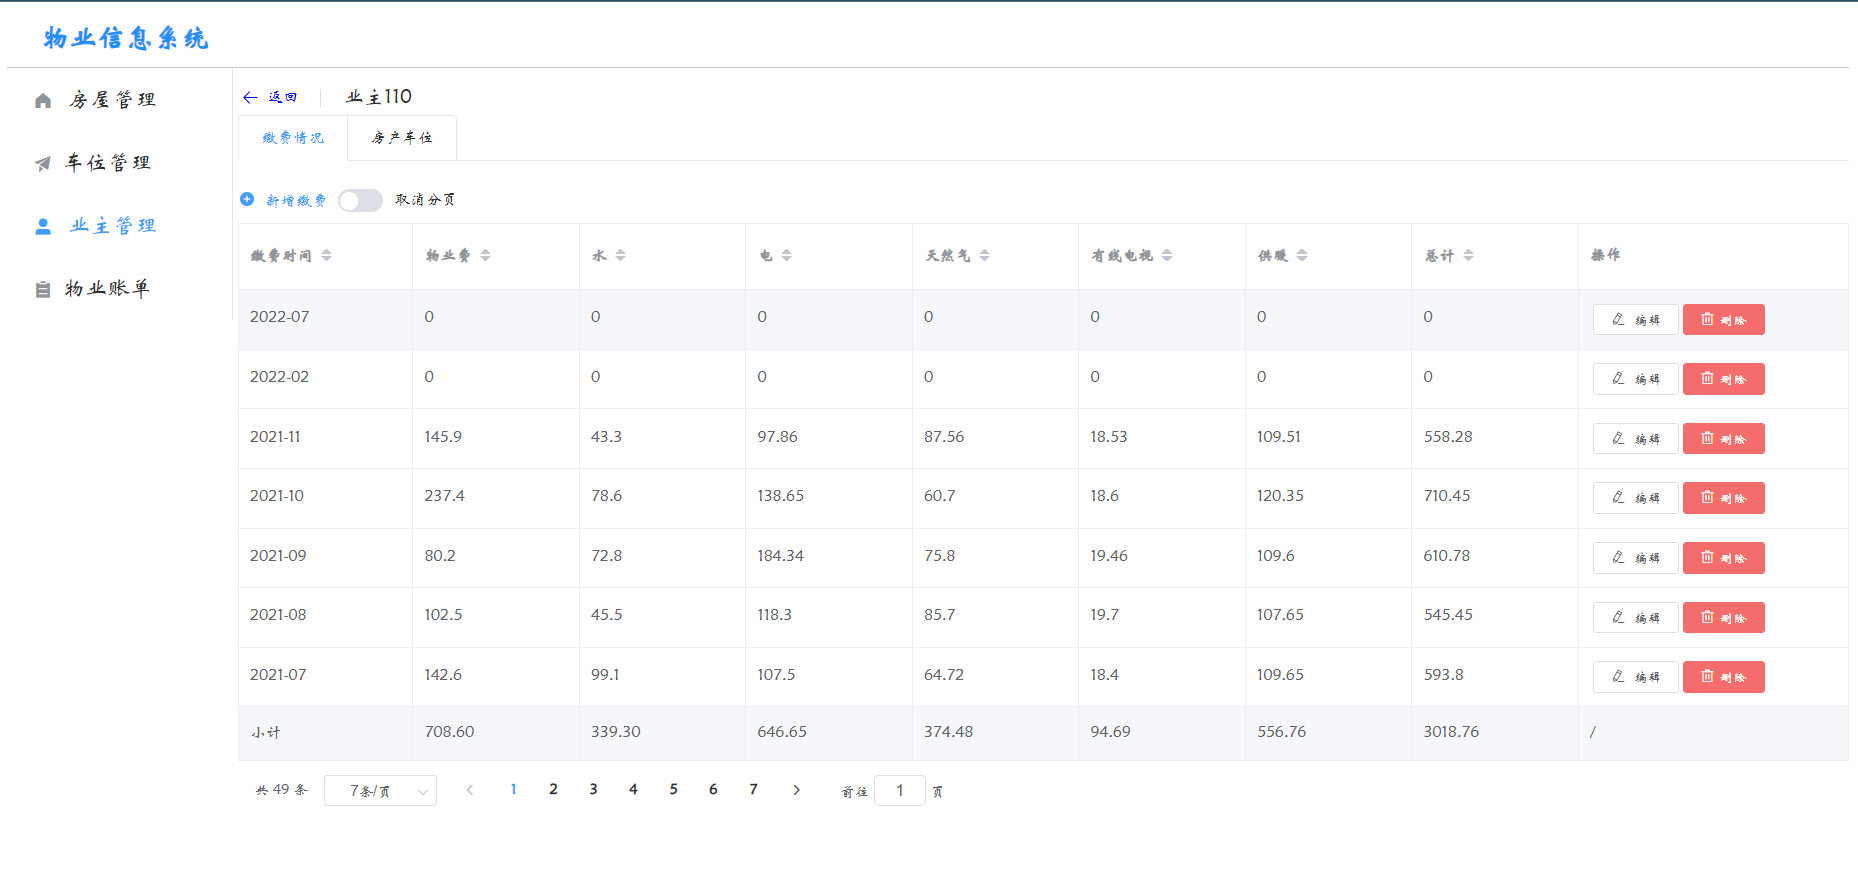 物业信息系统
房屋管理
车位管理
业主管理
物业账单
返回 业主110
缴费情况 房产车位
新增缴费 取消分页
缴费时间 物业费 水 电 天然气 有线电视 供暖 总计 操作
2022-07 0 0 0 0 0 0 0 编辑 删除
2022-02 0 0 0 0 0 0 0 编辑 删除
2021-11 145.9 43.3 97.86 87.56 18.53 109.51 558.28 编辑 删除
2021-10 237.4 78.6 138.65 60.7 18.6 120.35 710.45 编辑 删除
2021-09 80.2 72.8 184.34 75.8 19.46 109.6 610.78 编辑 删除
2021-08 102.5 45.5 118.3 85.7 19.7 107.65 545.45 编辑 删除
2021-07 142.6 99.1 107.5 64.72 18.4 109.65 593.8 编辑 删除
小计 708.60 339.30 646.65 374.48 94.69 556.76 3018.76 /
共 49 条 7条/页 1 2 3 4 5 6 7 前往 1 页